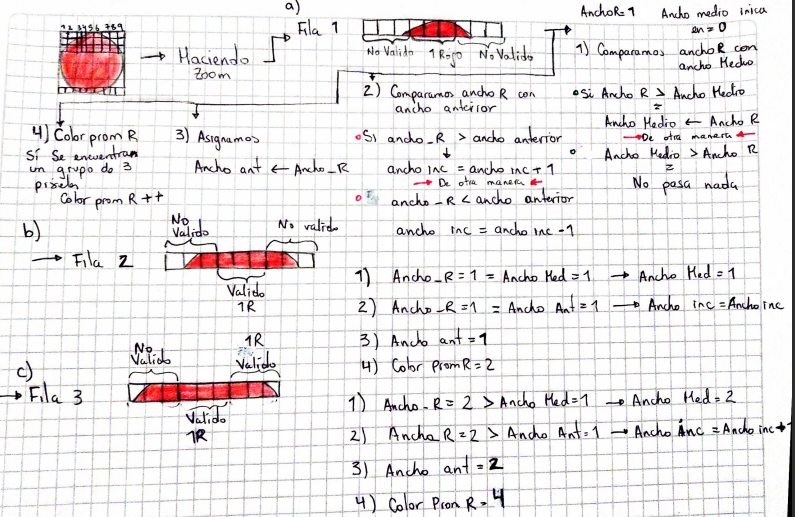 a)
1 2 3 4 5 6 7 8 9
→ Haciendo
Zoom
→ Fila 1
No Valido 1 Rojo No Valido
AnchoR=1 Ancho medio inica
en = 0
1) Comparamos anchoR con
ancho Medio
• Si Ancho R > Ancho Medio
=
Ancho Medio ← Ancho R
→ De otra manera ←
• Ancho Medio > Ancho R
=
No pasa nada
2) Comparamos ancho R con
ancho anterior
• Si ancho_R > ancho anterior
↓
ancho inc = ancho inc + 1
→ De otra manera ←
• ancho_R < ancho anterior
ancho inc = ancho inc -1
3) Asignamos
Ancho ant ← Ancho_R
4) Color prom R
Sí Se encuentran
un grupo de 3
pixeles
Color prom R ++
b)
→ Fila 2
No
Valido
No valido
Valido
1R
1) Ancho_R = 1 = Ancho Med = 1 → Ancho Med = 1
2) Ancho_R=1 = Ancho Ant = 1 → Ancho inc = Ancho inc
3) Ancho ant = 1
4) Color Prom R = 2
c)
→ Fila 3
No
Valido
1R
Valido
Valido
1R
1) Ancho_R = 2 > Ancho Med=1 → Ancho Med = 2
2) Ancho R = 2 > Ancho Ant=1 → Ancho Inc = Ancho inc +
3) Ancho ant = 2
4) Color Prom R = 4